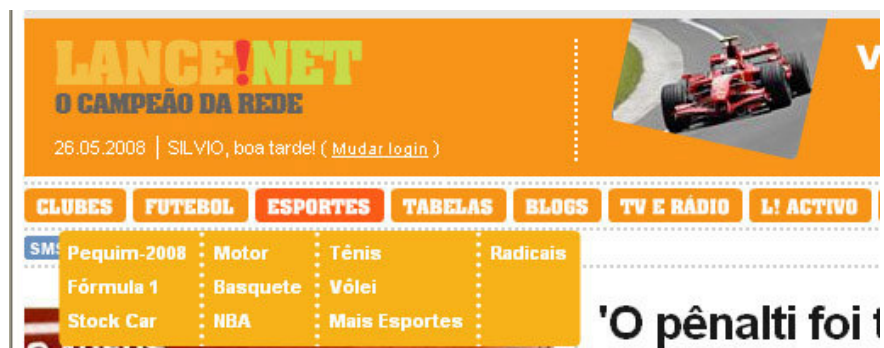 LANCE!NET
O CAMPEÃO DA REDE
26.05.2008 | SILVIO, boa tarde! ( Mudar login )
V
CLUBES FUTEBOL ESPORTES TABELAS BLOGS TV E RÁDIO L! ACTIVO
SMS
Pequim-2008 Motor Tênis Radicais
Fórmula 1 Basquete Vôlei
Stock Car NBA Mais Esportes
'O pênalti foi t